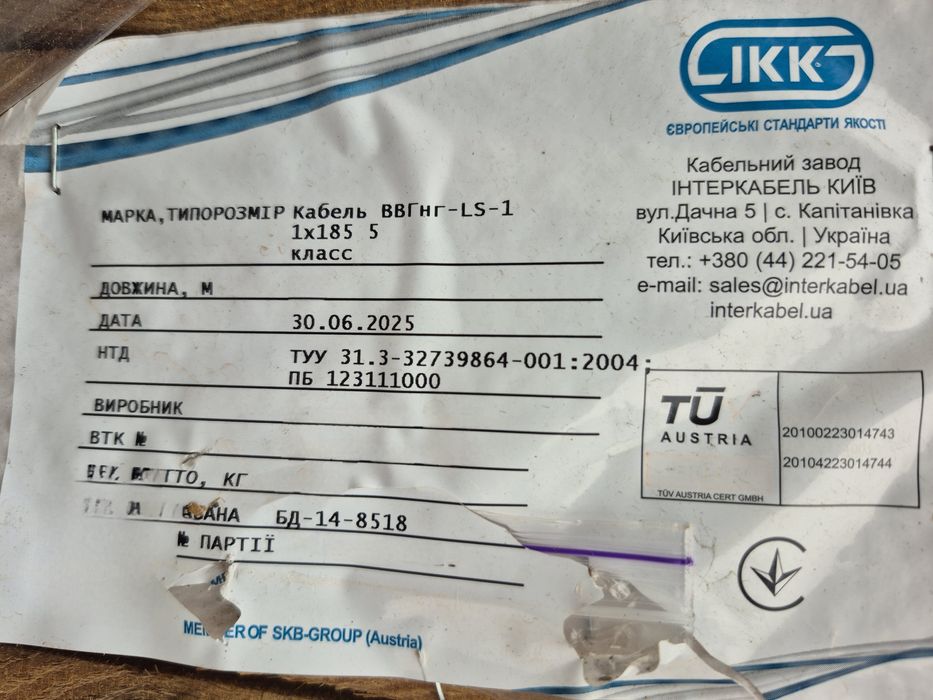 ІКК
ЄВРОПЕЙСЬКІ СТАНДАРТИ ЯКОСТІ
Кабельний завод
ІНТЕРКАБЕЛЬ КИЇВ
вул.Дачна 5 | с. Капітанівка
Київська обл. | Україна
тел.: +380 (44) 221-54-05
e-mail: sales@interkabel.ua
interkabel.ua
МАРКА,ТИПОРОЗМІР Кабель ВВГнг-LS-1
1x185 5
класс
ДОВЖИНА, М
ДАТА 30.06.2025
НТД ТУУ 31.3-32739864-001:2004;
ПБ 123111000
ВИРОБНИК
ВТК №
КГ
БД-14-8518
№ ПАРТІЇ
TÜ
AUSTRIA
TÜV AUSTRIA CERT GMBH
20100223014743
20104223014744
OF SKB-GROUP (Austria)